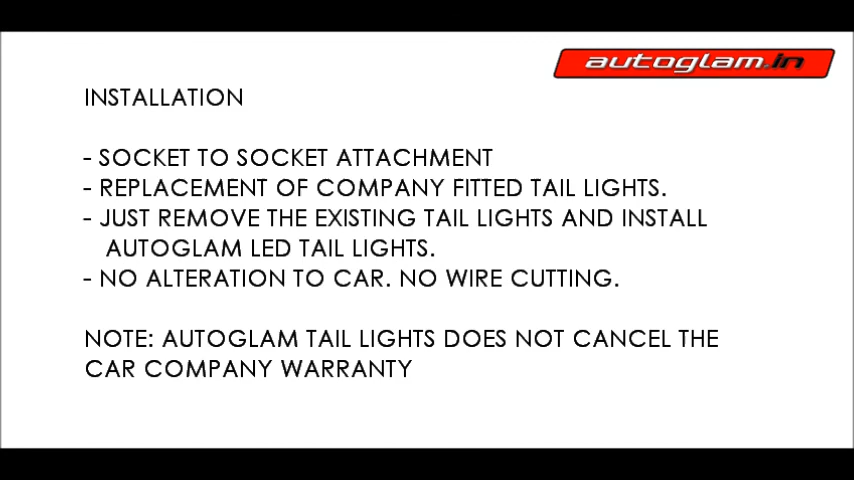 autoglam.in
INSTALLATION
- SOCKET TO SOCKET ATTACHMENT
- REPLACEMENT OF COMPANY FITTED TAIL LIGHTS.
- JUST REMOVE THE EXISTING TAIL LIGHTS AND INSTALL
AUTOGLAM LED TAIL LIGHTS.
- NO ALTERATION TO CAR. NO WIRE CUTTING.
NOTE: AUTOGLAM TAIL LIGHTS DOES NOT CANCEL THE
CAR COMPANY WARRANTY